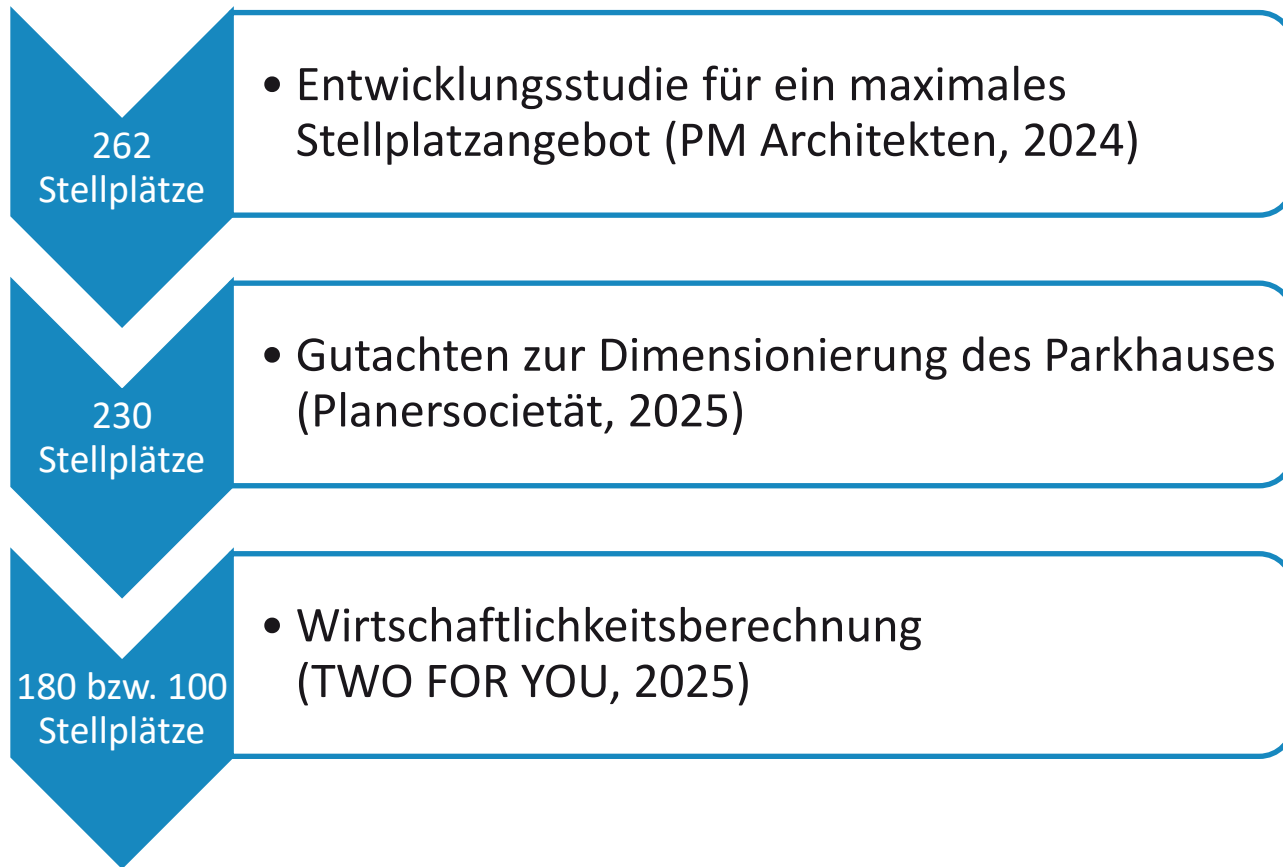 262
Stellplätze
• Entwicklungsstudie für ein maximales
Stellplatzangebot (PM Architekten, 2024)
230
Stellplätze
• Gutachten zur Dimensionierung des Parkhauses
(Planersocietät, 2025)
180 bzw. 100
Stellplätze
• Wirtschaftlichkeitsberechnung
(TWO FOR YOU, 2025)